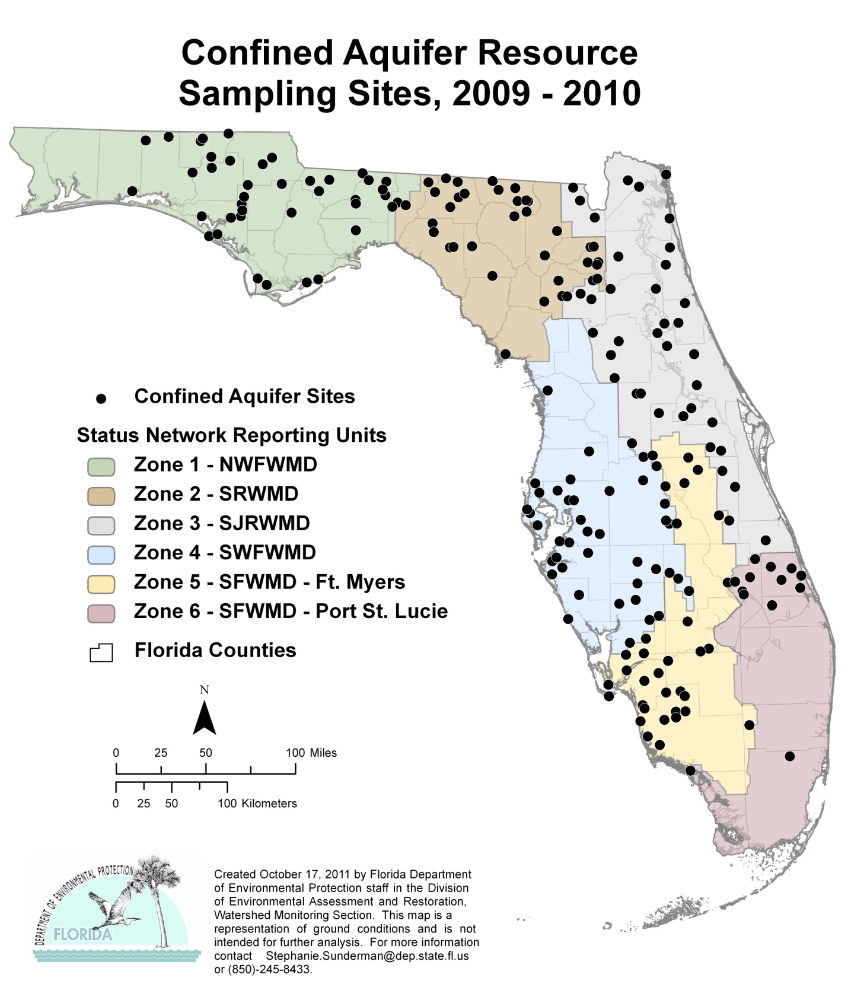 Confined Aquifer Resource
Sampling Sites, 2009 - 2010
Confined Aquifer Sites
Status Network Reporting Units
Zone 1 - NWFWMD
Zone 2 - SRWMD
Zone 3 - SJRWMD
Zone 4 - SWFWMD
Zone 5 - SFWMD - Ft. Myers
Zone 6 - SFWMD - Port St. Lucie
Florida Counties
N
0 25 50 100 Miles
0 25 50 100 Kilometers
DEPARTMENT OF ENVIRONMENTAL PROTECTION
FLORIDA
Created October 17, 2011 by Florida Department
of Environmental Protection staff in the Division
of Environmental Assessment and Restoration,
Watershed Monitoring Section. This map is a
representation of ground conditions and is not
intended for further analysis. For more information
contact Stephanie.Sunderman@dep.state.fl.us
or (850)-245-8433.